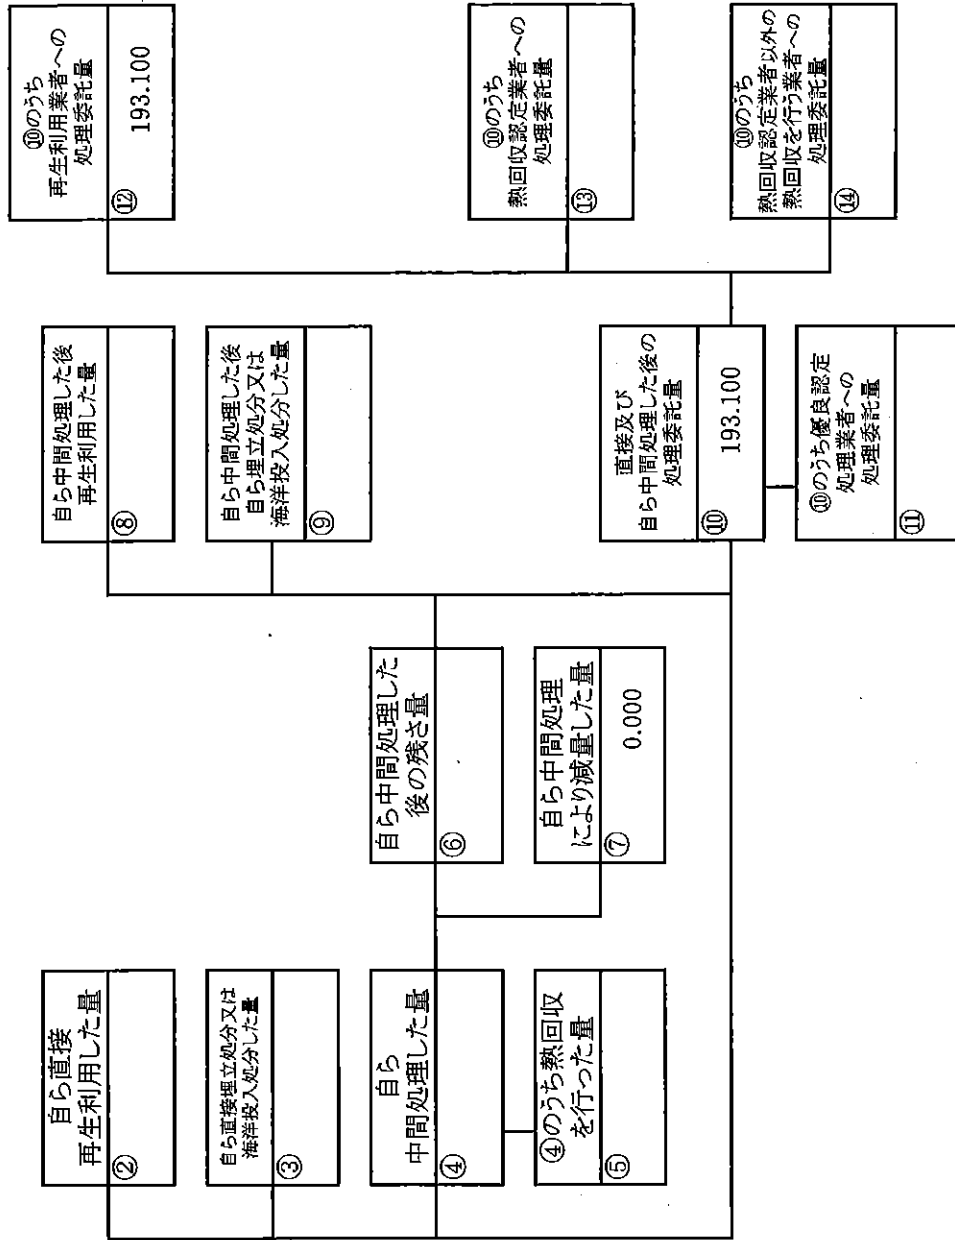 自ら直接
再生利用した量
②
自ら直接埋立処分又は
海洋投入処分した量
③
自ら
中間処理した量
④
④のうち熱回収
を行った量
⑤
自ら中間処理した
後の残さ量
⑥
自ら中間処理
により減量した量
⑦
0.000
自ら中間処理した後
再生利用した量
⑧
自ら中間処理した後
自ら埋立処分又は
海洋投入処分した量
⑨
直接及び
自ら中間処理した後の
処理委託量
⑩
193.100
⑩のうち優良認定
処理業者への
処理委託量
⑪
⑩のうち
再生利用業者への
処理委託量
⑫
193.100
⑩のうち
熱回収認定業者への
処理委託量
⑬
⑩のうち
熱回収認定業者以外の
熱回収を行う業者への
処理委託量
⑭